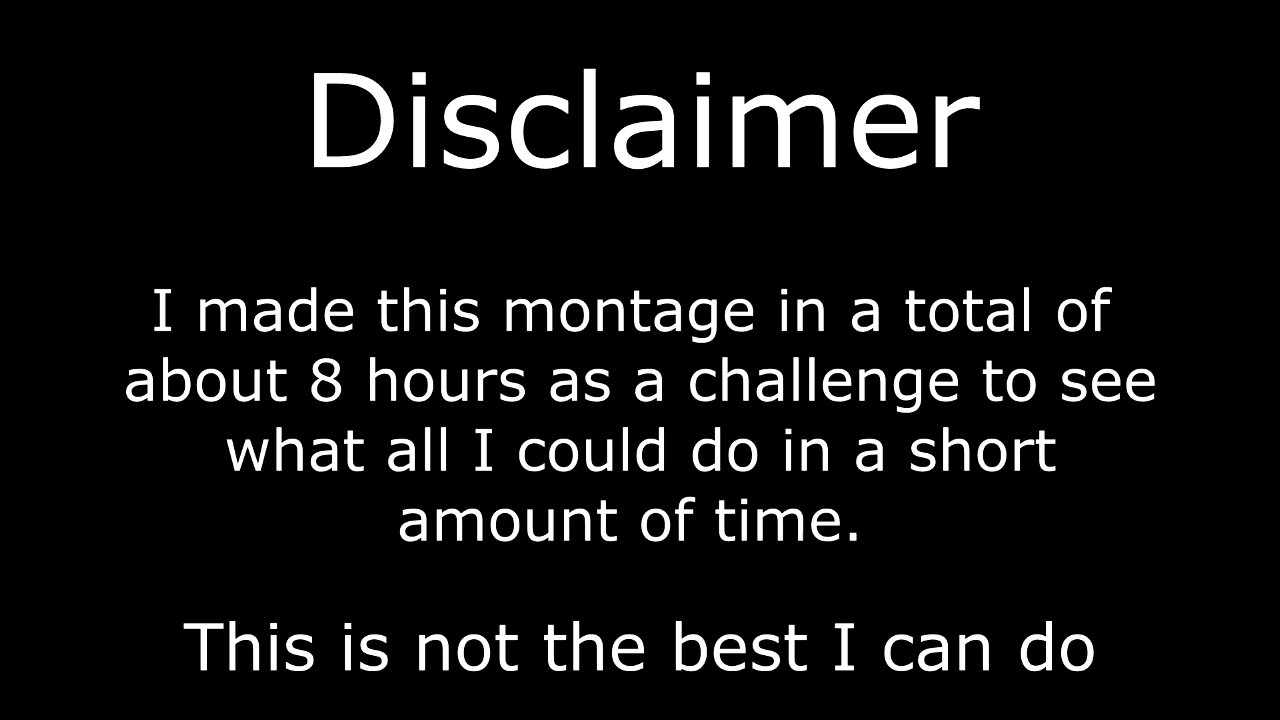 Disclaimer
I made this montage in a total of
about 8 hours as a challenge to see
what all I could do in a short
amount of time.
This is not the best I can do